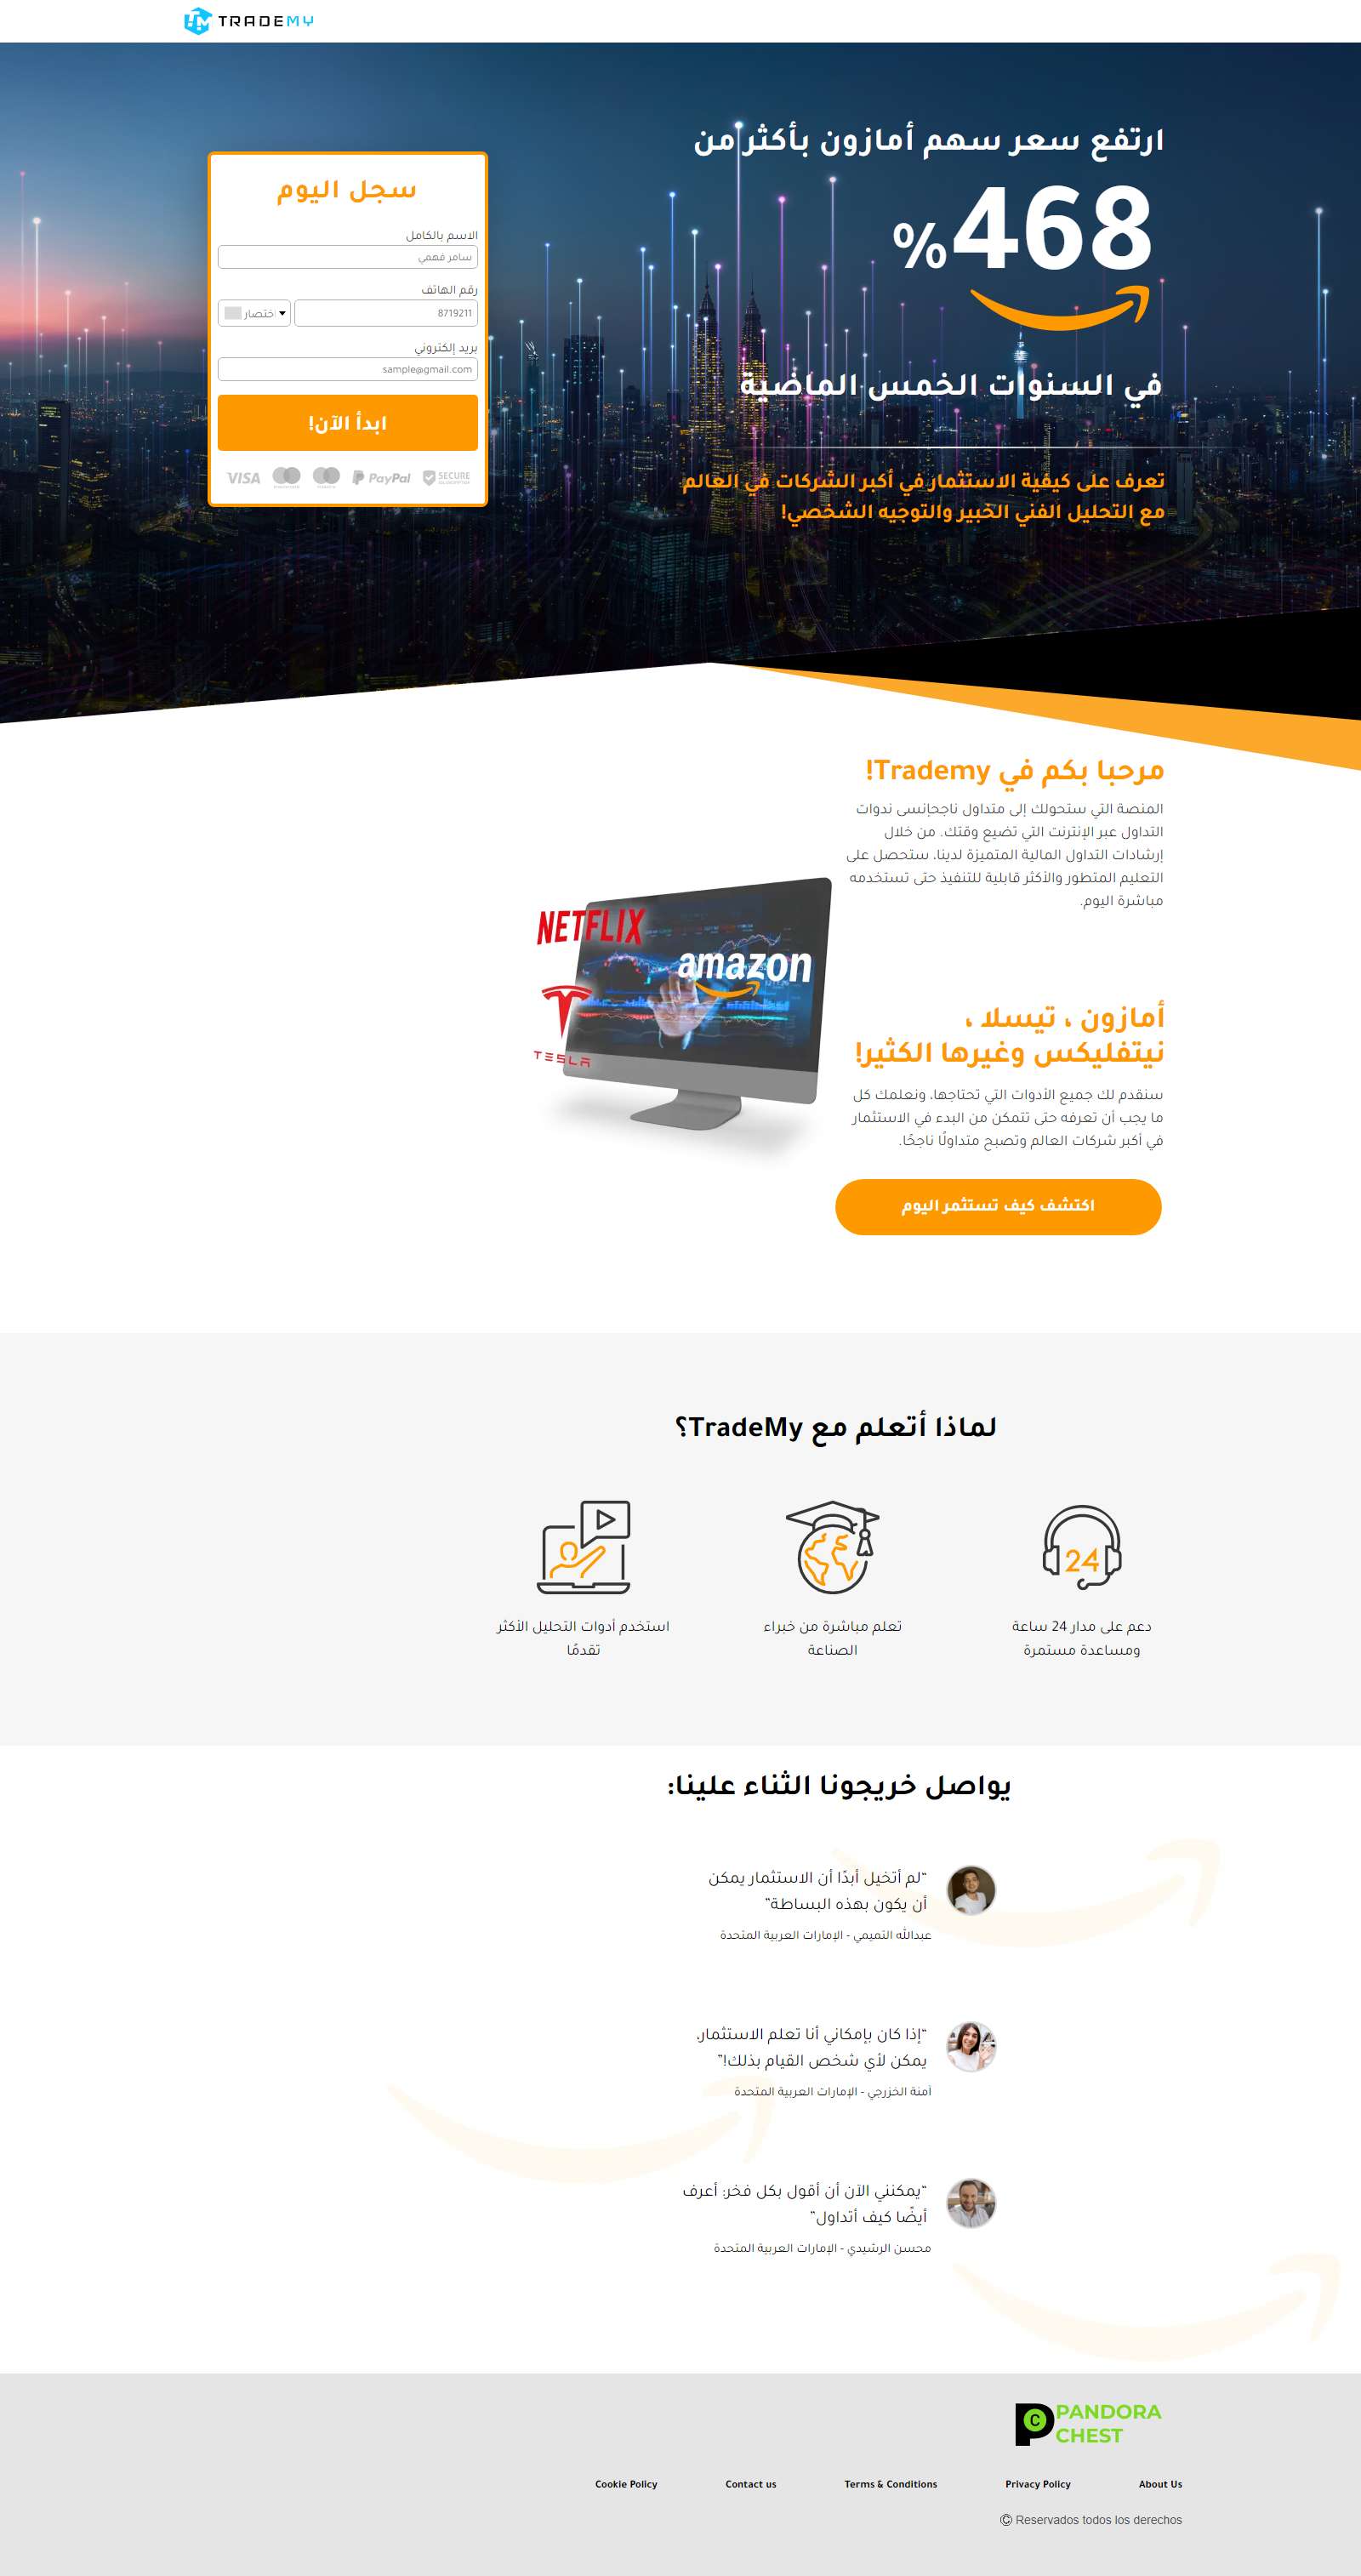 TRADEMY
ارتفع سعر سهم أمازون بأكثر من
468%
في السنوات الخمس الماضية
تعرف على كيفية الاستثمار في أكبر الشركات في العالم
مع التحليل الفني الخبير والتوجيه الشخصي!
سجل اليوم
الاسم بالكامل
سامر فهمي
رقم الهاتف
8719211
اختصار
بريد إلكتروني
sample@gmail.com
ابدأ الآن!
VISA PayPal SECURE
مرحبا بكم في Trademy!
المنصة التي ستحولك إلى متداول ناجحإنسى ندوات
التداول عبر الإنترنت التي تضيع وقتك. من خلال
إرشادات التداول المالية المتميزة لدينا، ستحصل على
التعليم المتطور والأكثر قابلية للتنفيذ حتى تستخدمه
مباشرة اليوم.
NETFLIX
amazon
TESLA
أمازون ، تيسلا ،
نيتفليكس وغيرها الكثير!
سنقدم لك جميع الأدوات التي تحتاجها، ونعلمك كل
ما يجب أن تعرفه حتى تتمكن من البدء في الاستثمار
في أكبر شركات العالم وتصبح متداولًا ناجحًا.
اكتشف كيف تستثمر اليوم
لماذا أتعلم مع TradeMy؟
24
دعم على مدار 24 ساعة
ومساعدة مستمرة
تعلم مباشرة من خبراء
الصناعة
استخدم أدوات التحليل الأكثر
تقدمًا
يواصل خريجونا الثناء علينا:
"لم أتخيل أبدًا أن الاستثمار يمكن
أن يكون بهذه البساطة"
عبدالله التميمي - الإمارات العربية المتحدة
"إذا كان بإمكاني أنا تعلم الاستثمار،
يمكن لأي شخص القيام بذلك!"
آمنة الخزرجي - الإمارات العربية المتحدة
"يمكنني الآن أن أقول بكل فخر: أعرف
أيضًا كيف أتداول"
محسن الرشيدي - الإمارات العربية المتحدة
PANDORA
CHEST
Cookie Policy
Contact us
Terms & Conditions
Privacy Policy
About Us
© Reservados todos los derechos